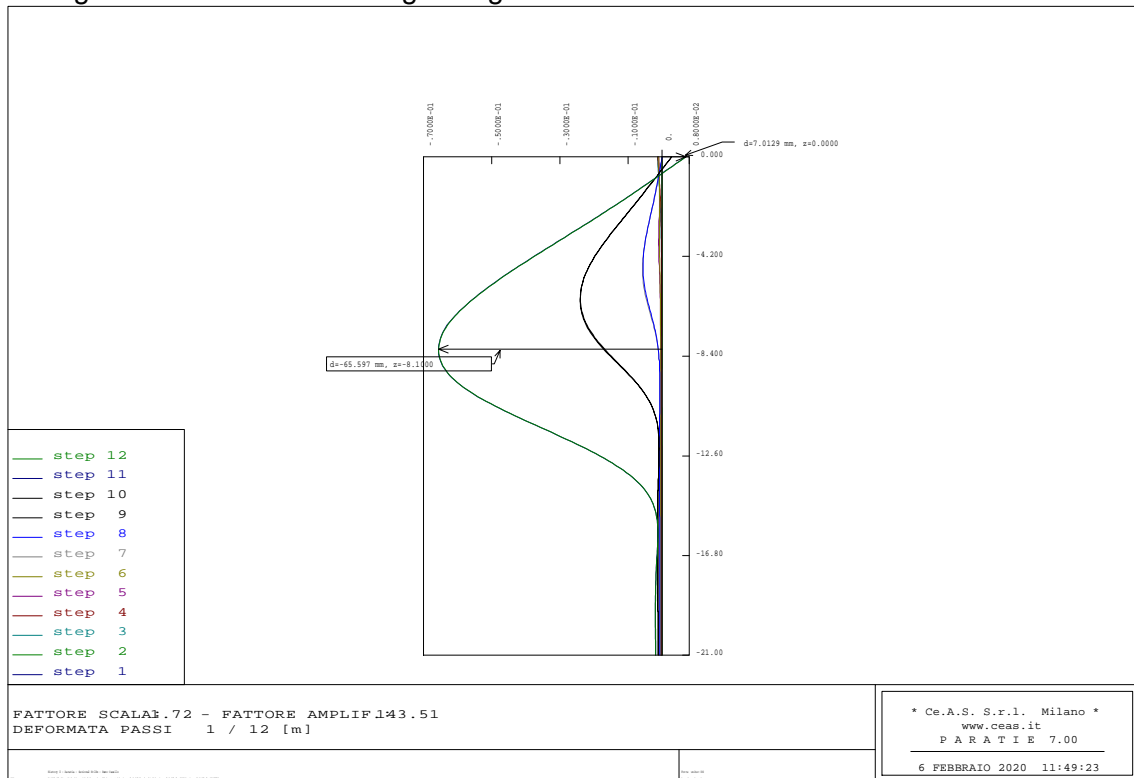 -.7000E-01
-.5000E-01
-.3000E-01
-.1000E-01
0.
0.8000E-02
d=7.0129 mm, z=0.0000
0.000
-4.200
-8.400
d=-65.597 mm, z=-8.1000
-12.60
-16.80
-21.00
step 12
step 11
step 10
step 9
step 8
step 7
step 6
step 5
step 4
step 3
step 2
step 1
FATTORE SCALA: .72 - FATTORE AMPLIF. 143.51
DEFORMATA PASSI 1 / 12 [m]
* Ce.A.S. S.r.l. Milano *
www.ceas.it
P A R A T I E 7.00
6 FEBBRAIO 2020 11:49:23